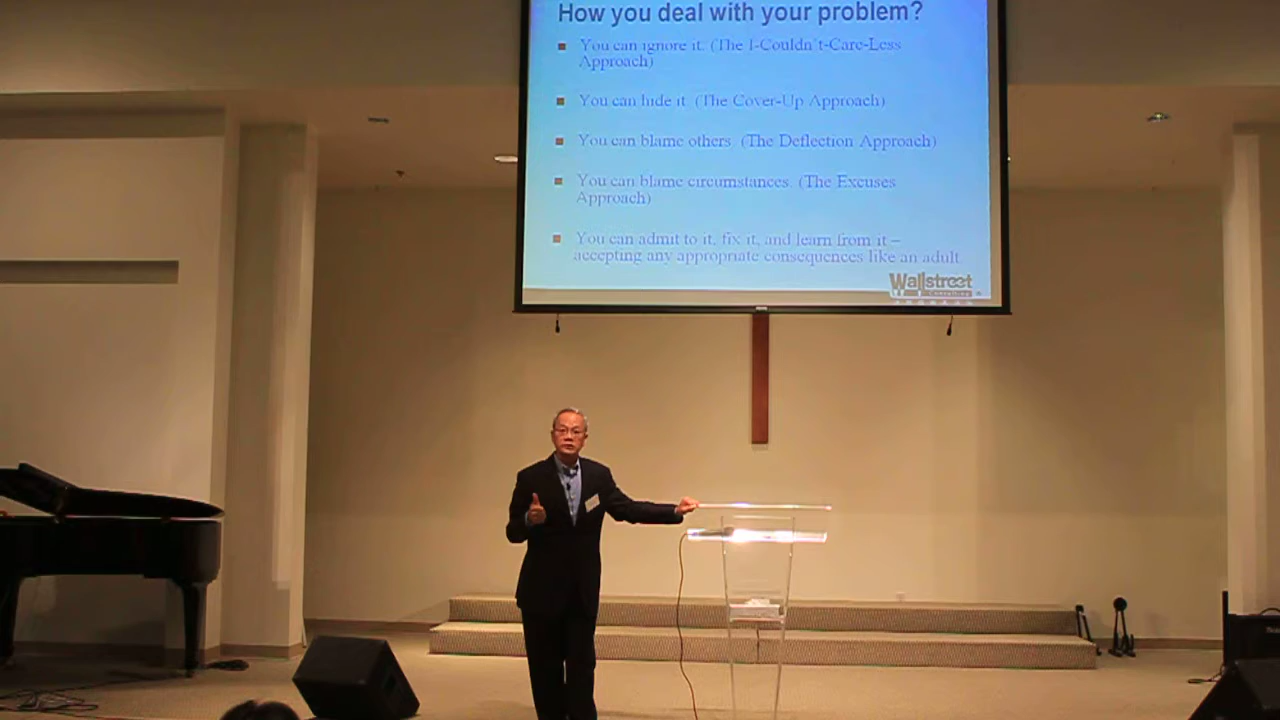 How you deal with your problem?
You can ignore it. (The I-Couldn't-Care-Less
Approach)
You can hide it. (The Cover-Up Approach)
You can blame others. (The Deflection Approach)
You can blame circumstances. (The Excuses
Approach)
You can admit to it, fix it, and learn from it –
accepting any appropriate consequences like an adult
Wallstreet
Consulting